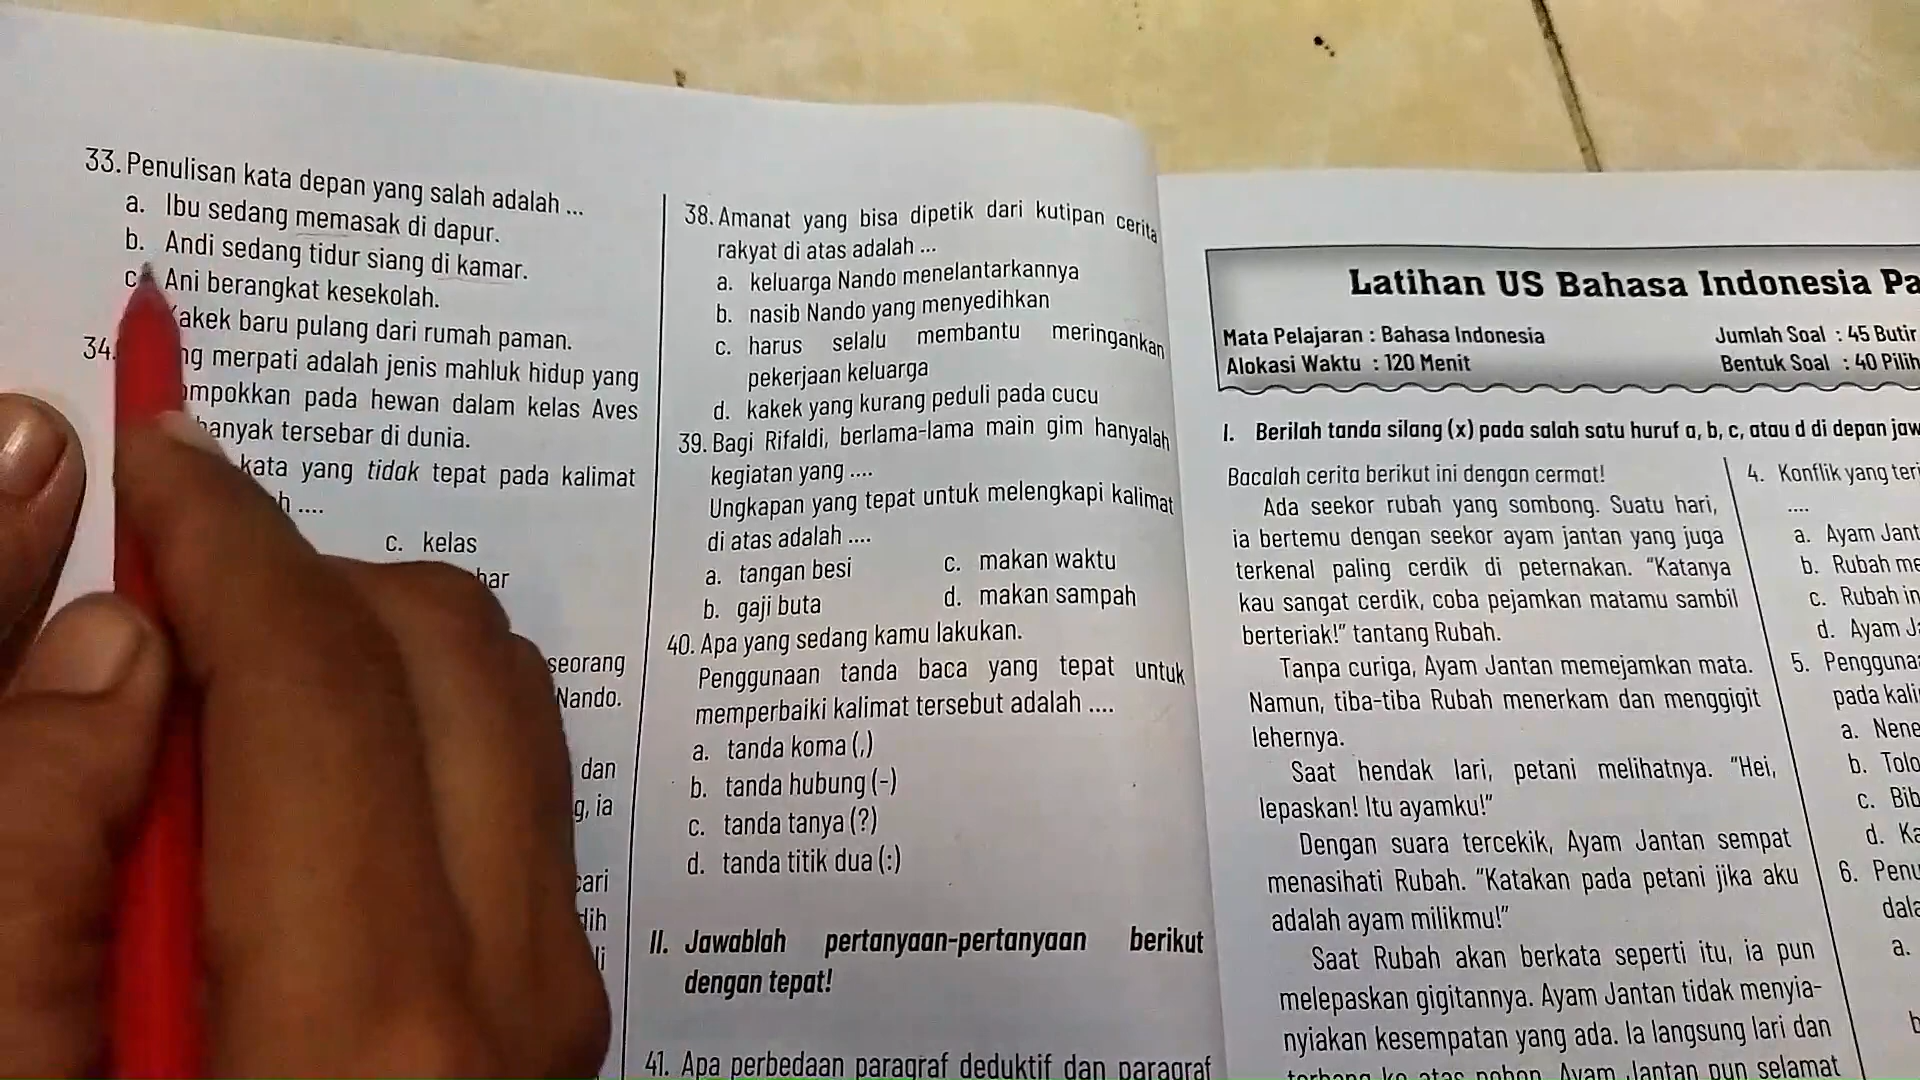 33. Penulisan kata depan yang salah adalah ...
a. Ibu sedang memasak di dapur.
b. Andi sedang tidur siang di kamar.
c. Ani berangkat kesekolah.
baru pulang dari rumah paman.
34.
merpati adalah jenis mahluk hidup yang
pada hewan dalam kelas Aves
tersebar di dunia.
kata yang tidak tepat pada kalimat
....
c. kelas
seorang
Nando.
dan
ia
38. Amanat yang bisa dipetik dari kutipan cerita
rakyat di atas adalah ...
a. keluarga Nando menelantarkannya
b. nasib Nando yang menyedihkan
c. harus selalu membantu meringankan
pekerjaan keluarga
d. kakek yang kurang peduli pada cucu
39. Bagi Rifaldi, berlama-lama main gim hanyalah
kegiatan yang ....
Ungkapan yang tepat untuk melengkapi kalimat
di atas adalah ....
a. tangan besi
b. gaji buta
c. makan waktu
d. makan sampah
40. Apa yang sedang kamu lakukan.
Penggunaan tanda baca yang tepat untuk
memperbaiki kalimat tersebut adalah ....
a. tanda koma (,)
b. tanda hubung (-)
c. tanda tanya (?)
d. tanda titik dua (:)
II. Jawablah pertanyaan-pertanyaan berikut
dengan tepat!
41. Apa perbedaan paragraf deduktif dan paragraf
Latihan US Bahasa Indonesia Pa
Mata Pelajaran : Bahasa Indonesia
Jumlah Soal : 45 Butir
Alokasi Waktu : 120 Menit
Bentuk Soal : 40 Pilih
I. Berilah tanda silang (x) pada salah satu huruf a, b, c, atau d di depan jaw
Bacalah cerita berikut ini dengan cermat!
Ada seekor rubah yang sombong. Suatu hari,
ia bertemu dengan seekor ayam jantan yang juga
terkenal paling cerdik di peternakan. "Katanya
kau sangat cerdik, coba pejamkan matamu sambil
berteriak!" tantang Rubah.
Tanpa curiga, Ayam Jantan memejamkan mata.
Namun, tiba-tiba Rubah menerkam dan menggigit
lehernya.
Saat hendak lari, petani melihatnya. "Hei,
lepaskan! Itu ayamku!"
Dengan suara tercekik, Ayam Jantan sempat
menasihati Rubah. "Katakan pada petani jika aku
adalah ayam milikmu!"
Saat Rubah akan berkata seperti itu, ia pun
melepaskan gigitannya. Ayam Jantan tidak menyia-
nyiakan kesempatan yang ada. Ia langsung lari dan
terbang ke atas pohon. Ayam Jantan pun selamat
4. Konflik yang teri
....
a. Ayam Jant
b. Rubah me
c. Rubah in
d. Ayam Ja
5. Pengguna
pada kali
a. Nene
b. Tolo
c. Bib
d. Ka
6. Penu
dala
a.